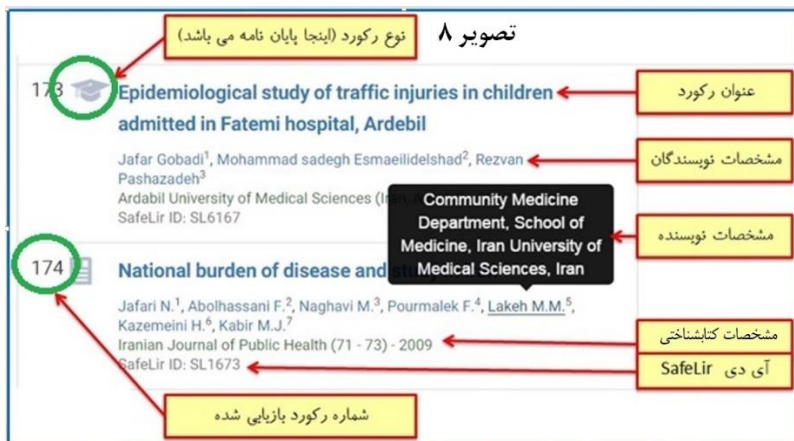 تصویر ۸
نوع رکورد (اینجا پایان نامه می باشد)
173
Epidemiological study of traffic injuries in children
admitted in Fatemi hospital, Ardebil
عنوان رکورد
Jafar Gobadi1, Mohammad sadegh Esmaeilidelshad2, Rezvan
Pashazadeh3
مشخصات نویسندگان
Ardabil University of Medical Sciences (Iran
SafeLir ID: SL6167
Community Medicine
Department, School of
Medicine, Iran University of
Medical Sciences, Iran
مشخصات نویسنده
174
National burden of disease and
Jafari N.1, Abolhassani F.2, Naghavi M.3, Pourmalek F.4, Lakeh M.M.5,
Kazemeini H.6, Kabir M.J.7
Iranian Journal of Public Health (71 - 73) - 2009
مشخصات کتابشناختی
SafeLir ID: SL1673
آی دی SafeLir
شماره رکورد بازیابی شده